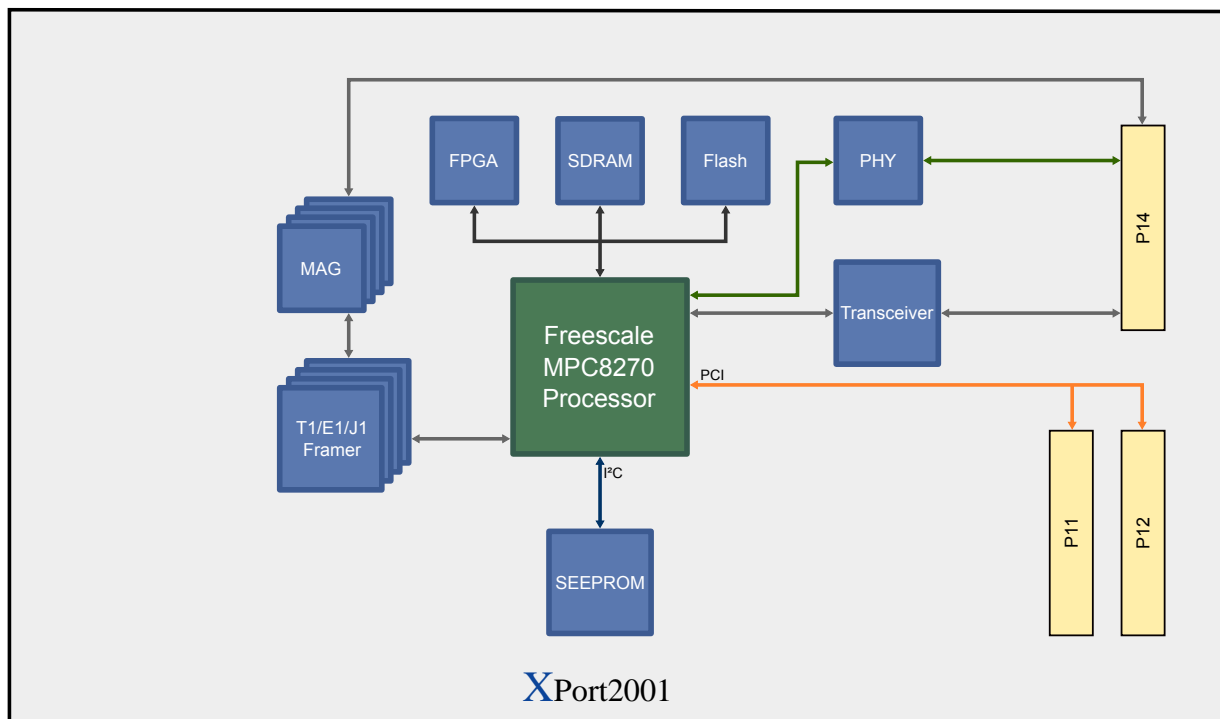 FPGA
SDRAM
Flash
PHY
P14
MAG
Transceiver
Freescale
MPC8270
Processor
PCI
T1/E1/J1
Framer
I²C
P11
P12
SEEPROM
XPort2001